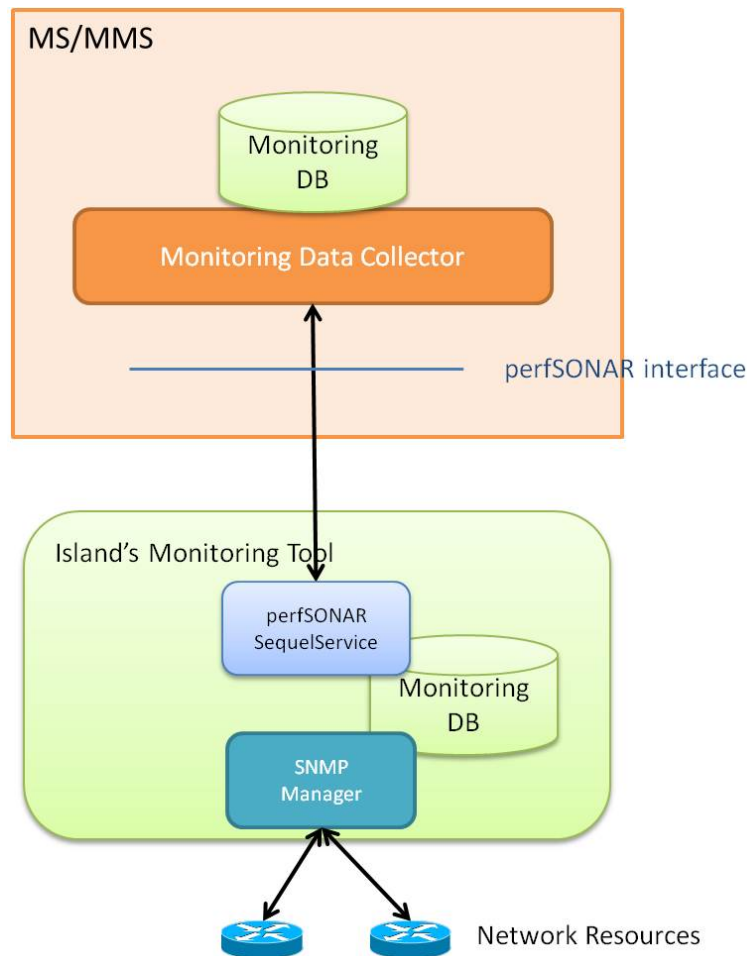 MS/MMS
Monitoring
DB
Monitoring Data Collector
perfSONAR interface
Island's Monitoring Tool
perfSONAR
SequelService
Monitoring
DB
SNMP
Manager
Network Resources